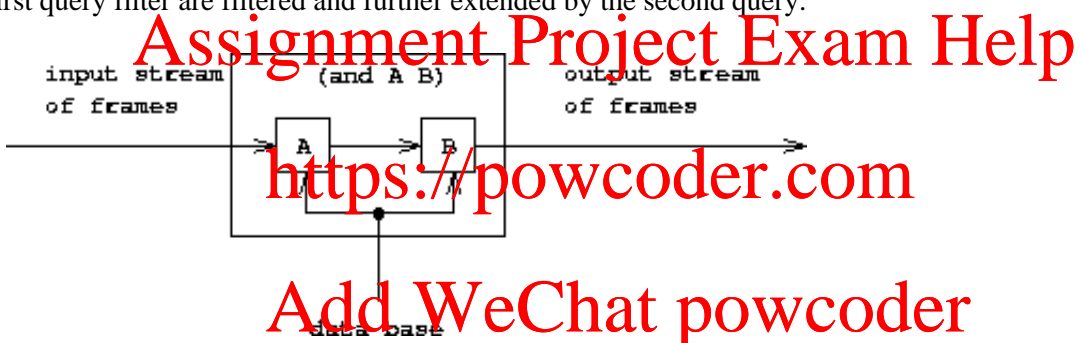 irst query filter are filtered and further extended by the second query.
Assignment Project Exam Help
input stream
of frames
(and A B)
output stream
of frames
A
B
https://powcoder.com
Add WeChat powcoder
data base